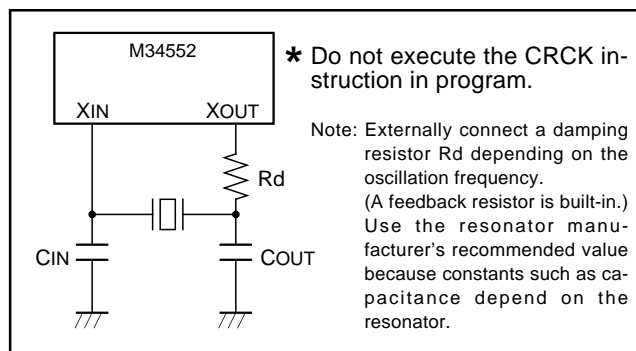 M34552
XIN
XOUT
Rd
CIN
COUT
* Do not execute the CRCK in-
struction in program.
Note: Externally connect a damping
resistor Rd depending on the
oscillation frequency.
(A feedback resistor is built-in.)
Use the resonator manu-
facturer’s recommended value
because constants such as ca-
pacitance depend on the
resonator.